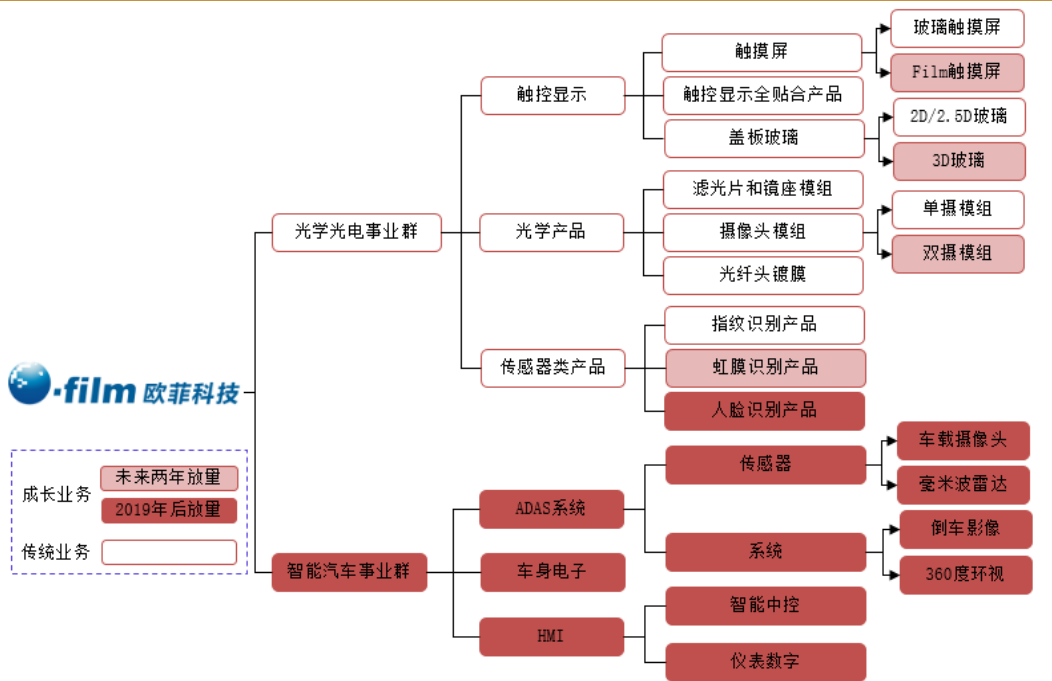 玻璃触摸屏
触摸屏
Film触摸屏
触控显示
触控显示全贴合产品
2D/2.5D玻璃
盖板玻璃
3D玻璃
滤光片和镜座模组
单摄模组
光学光电事业群
光学产品
摄像头模组
双摄模组
光纤头镀膜
指纹识别产品
传感器类产品
虹膜识别产品
人脸识别产品
·film 欧菲科技
成长业务
未来两年放量
2019年后放量
传统业务
车载摄像头
传感器
毫米波雷达
ADAS系统
倒车影像
系统
智能汽车事业群
车身电子
360度环视
智能中控
HMI
仪表数字